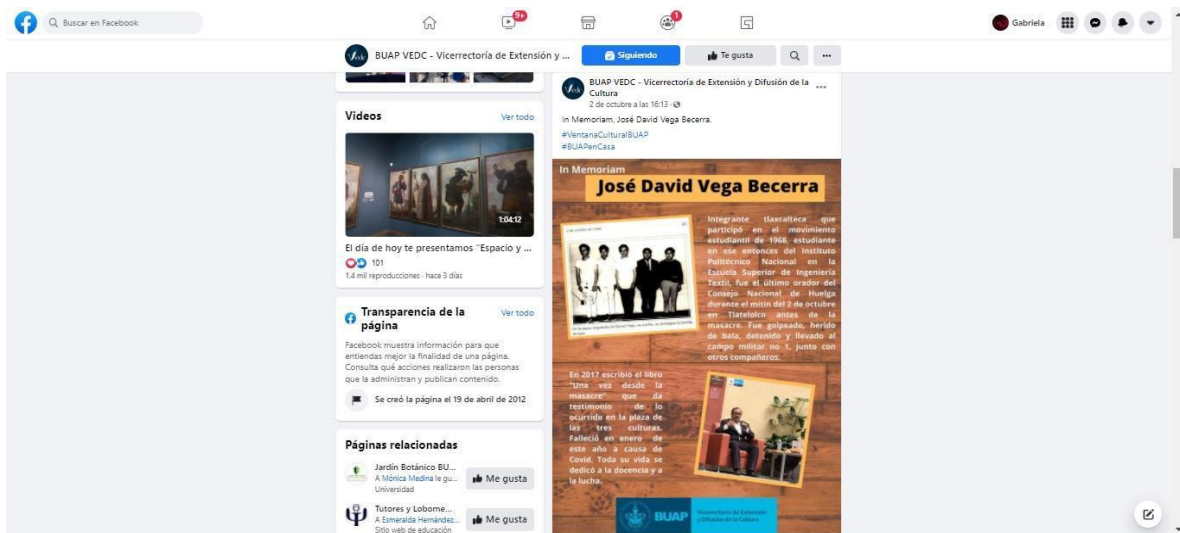 Buscar en Facebook
9+
1
Gabriela
BUAP VEDC - Vicerrectoría de Extensión y ...
Siguiendo
Te gusta
Videos
Ver todo
1:04:12
El día de hoy te presentamos "Espacio y ...
101
1.4 mil reproducciones · hace 3 días
Transparencia de la
página
Ver todo
Facebook muestra información para que
entiendas mejor la finalidad de una página.
Consulta qué acciones realizaron las personas
que la administran y publican contenido.
Se creó la página el 19 de abril de 2012
Páginas relacionadas
Jardín Botánico BU...
A Mónica Medina le gu...
Universidad
Me gusta
Tutores y Lobome...
A Esmeralda Hernández...
Sitio web de educación
Me gusta
BUAP VEDC - Vicerrectoría de Extensión y Difusión de la
Cultura
2 de octubre a las 16:13 ·
In Memoriam, José David Vega Becerra.
#VentanaCulturalBUAP
#BUAPenCasa
In Memoriam
José David Vega Becerra
Integrante tlaxcalteca que
participó en el movimiento
estudiantil de 1968, estudiante
en ese entonces del Instituto
Politécnico Nacional en la
Escuela Superior de Ingeniería
Textil, fue el último orador del
Consejo Nacional de Huelga
durante el mitin del 2 de octubre
en Tlatelolco antes de la
masacre. Fue golpeado, herido
de bala, detenido y llevado al
campo militar no 1, junto con
otros compañeros.
En 2017 escribió el libro
"Una vez desde la
masacre" que da
testimonio de lo
ocurrido en la plaza de
las tres culturas.
Falleció en enero de
este año a causa de
Covid. Toda su vida se
dedicó a la docencia y a
la lucha.
BUAP
Vicerrectoría de Extensión
y Difusión de la Cultura